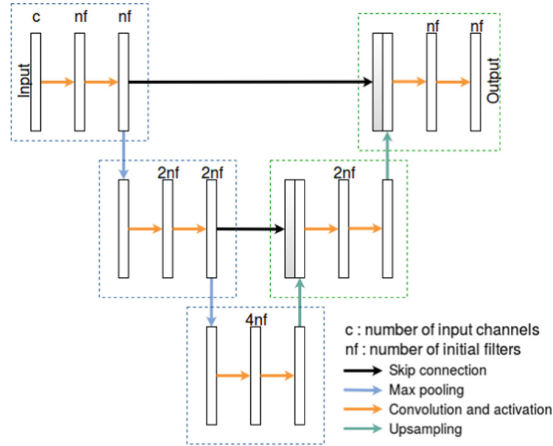 c nf nf
nf nf
Input
Output
2nf 2nf
2nf
4nf
c : number of input channels
nf : number of initial filters
Skip connection
Max pooling
Convolution and activation
Upsampling